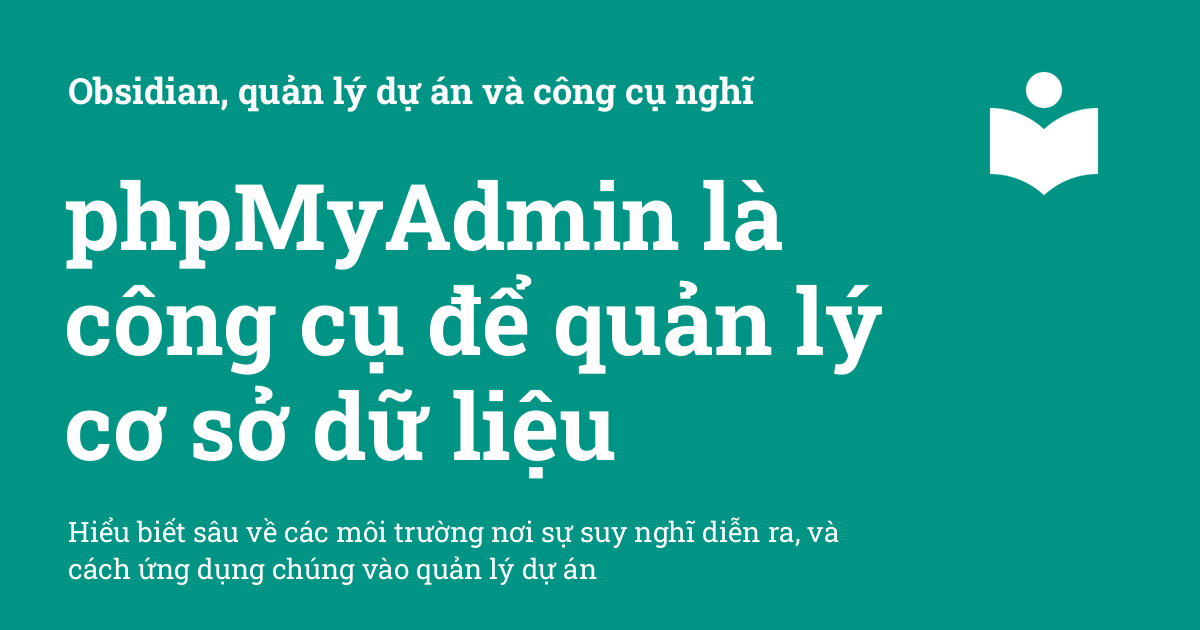 Obsidian, quản lý dự án và công cụ nghĩ
phpMyAdmin là
công cụ để quản lý
cơ sở dữ liệu
Hiểu biết sâu về các môi trường nơi sự suy nghĩ diễn ra, và
cách ứng dụng chúng vào quản lý dự án